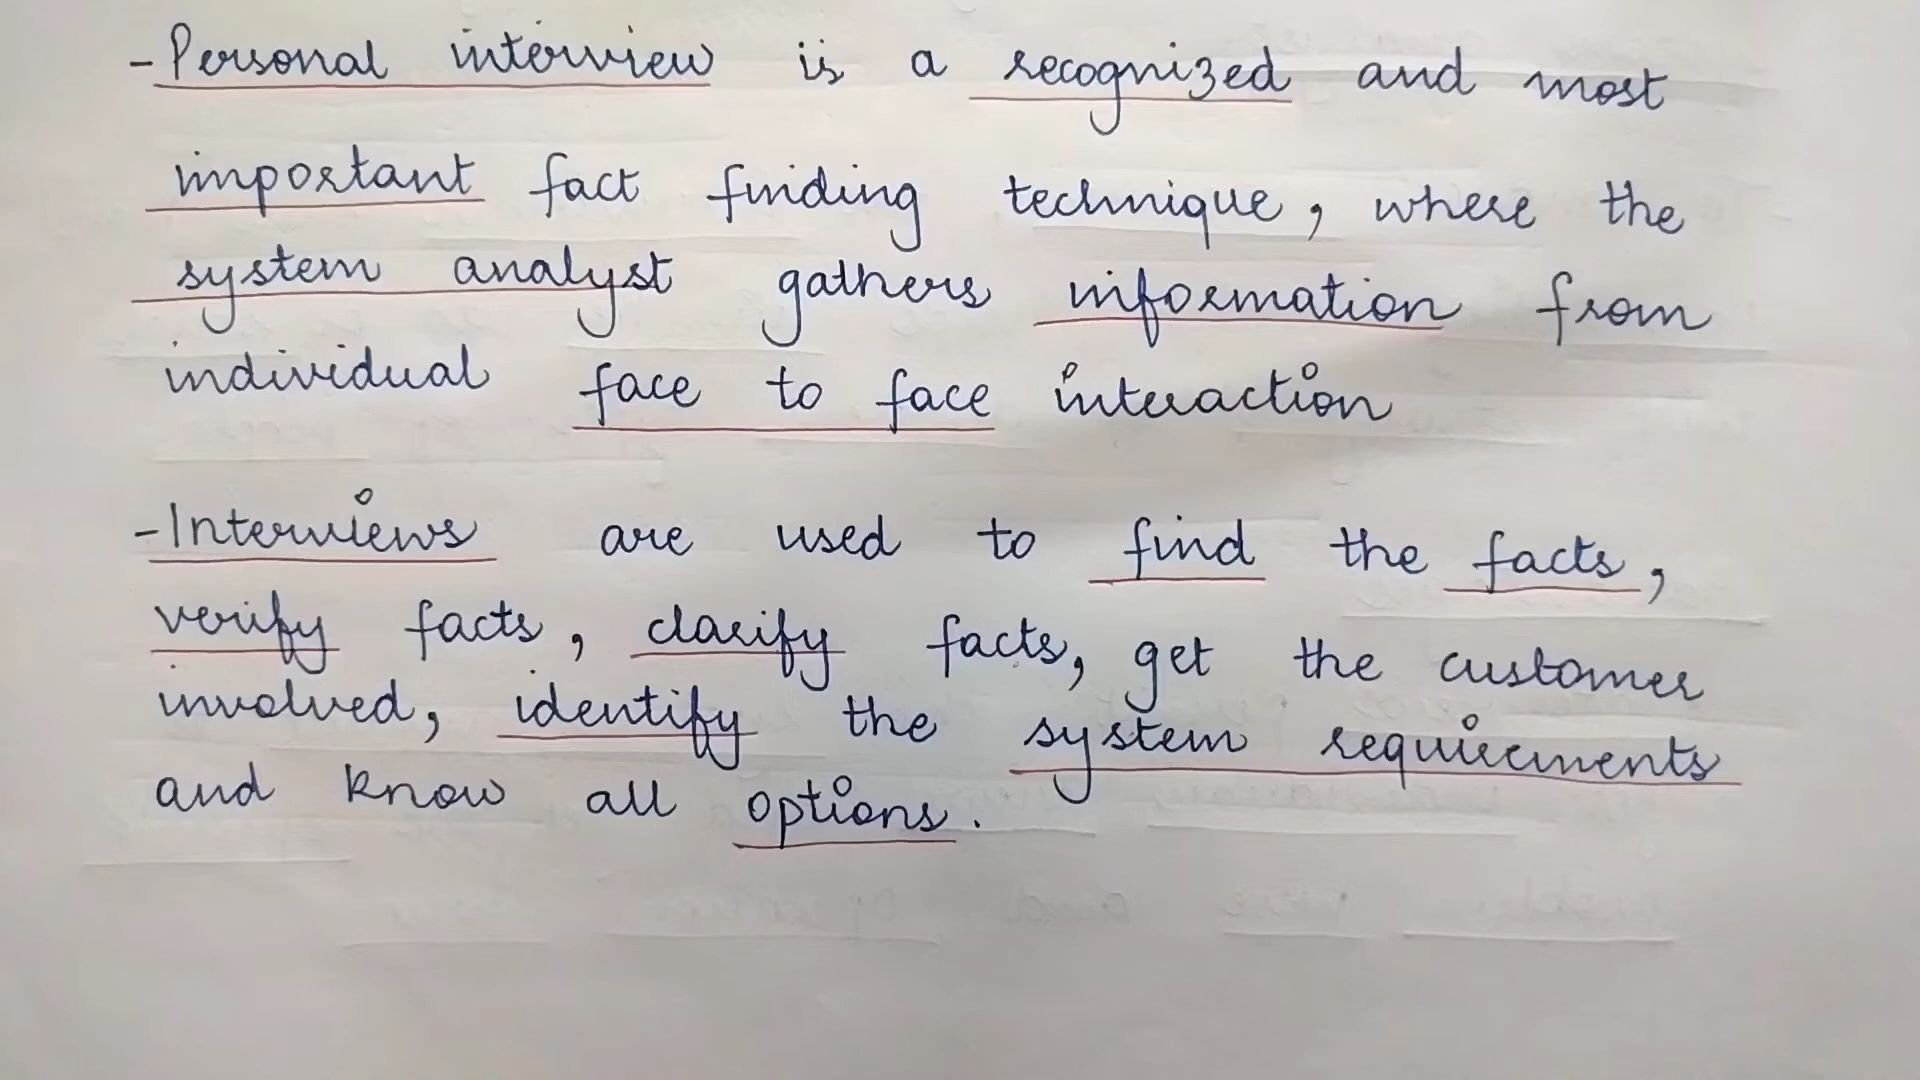 - Personal interview is a recognized and most
important fact finding technique, where the
system analyst gathers information from
individual face to face interaction
- Interviews are used to find the facts,
verify facts, clarify facts, get the customer
involved, identify the system requirements
and know all options.